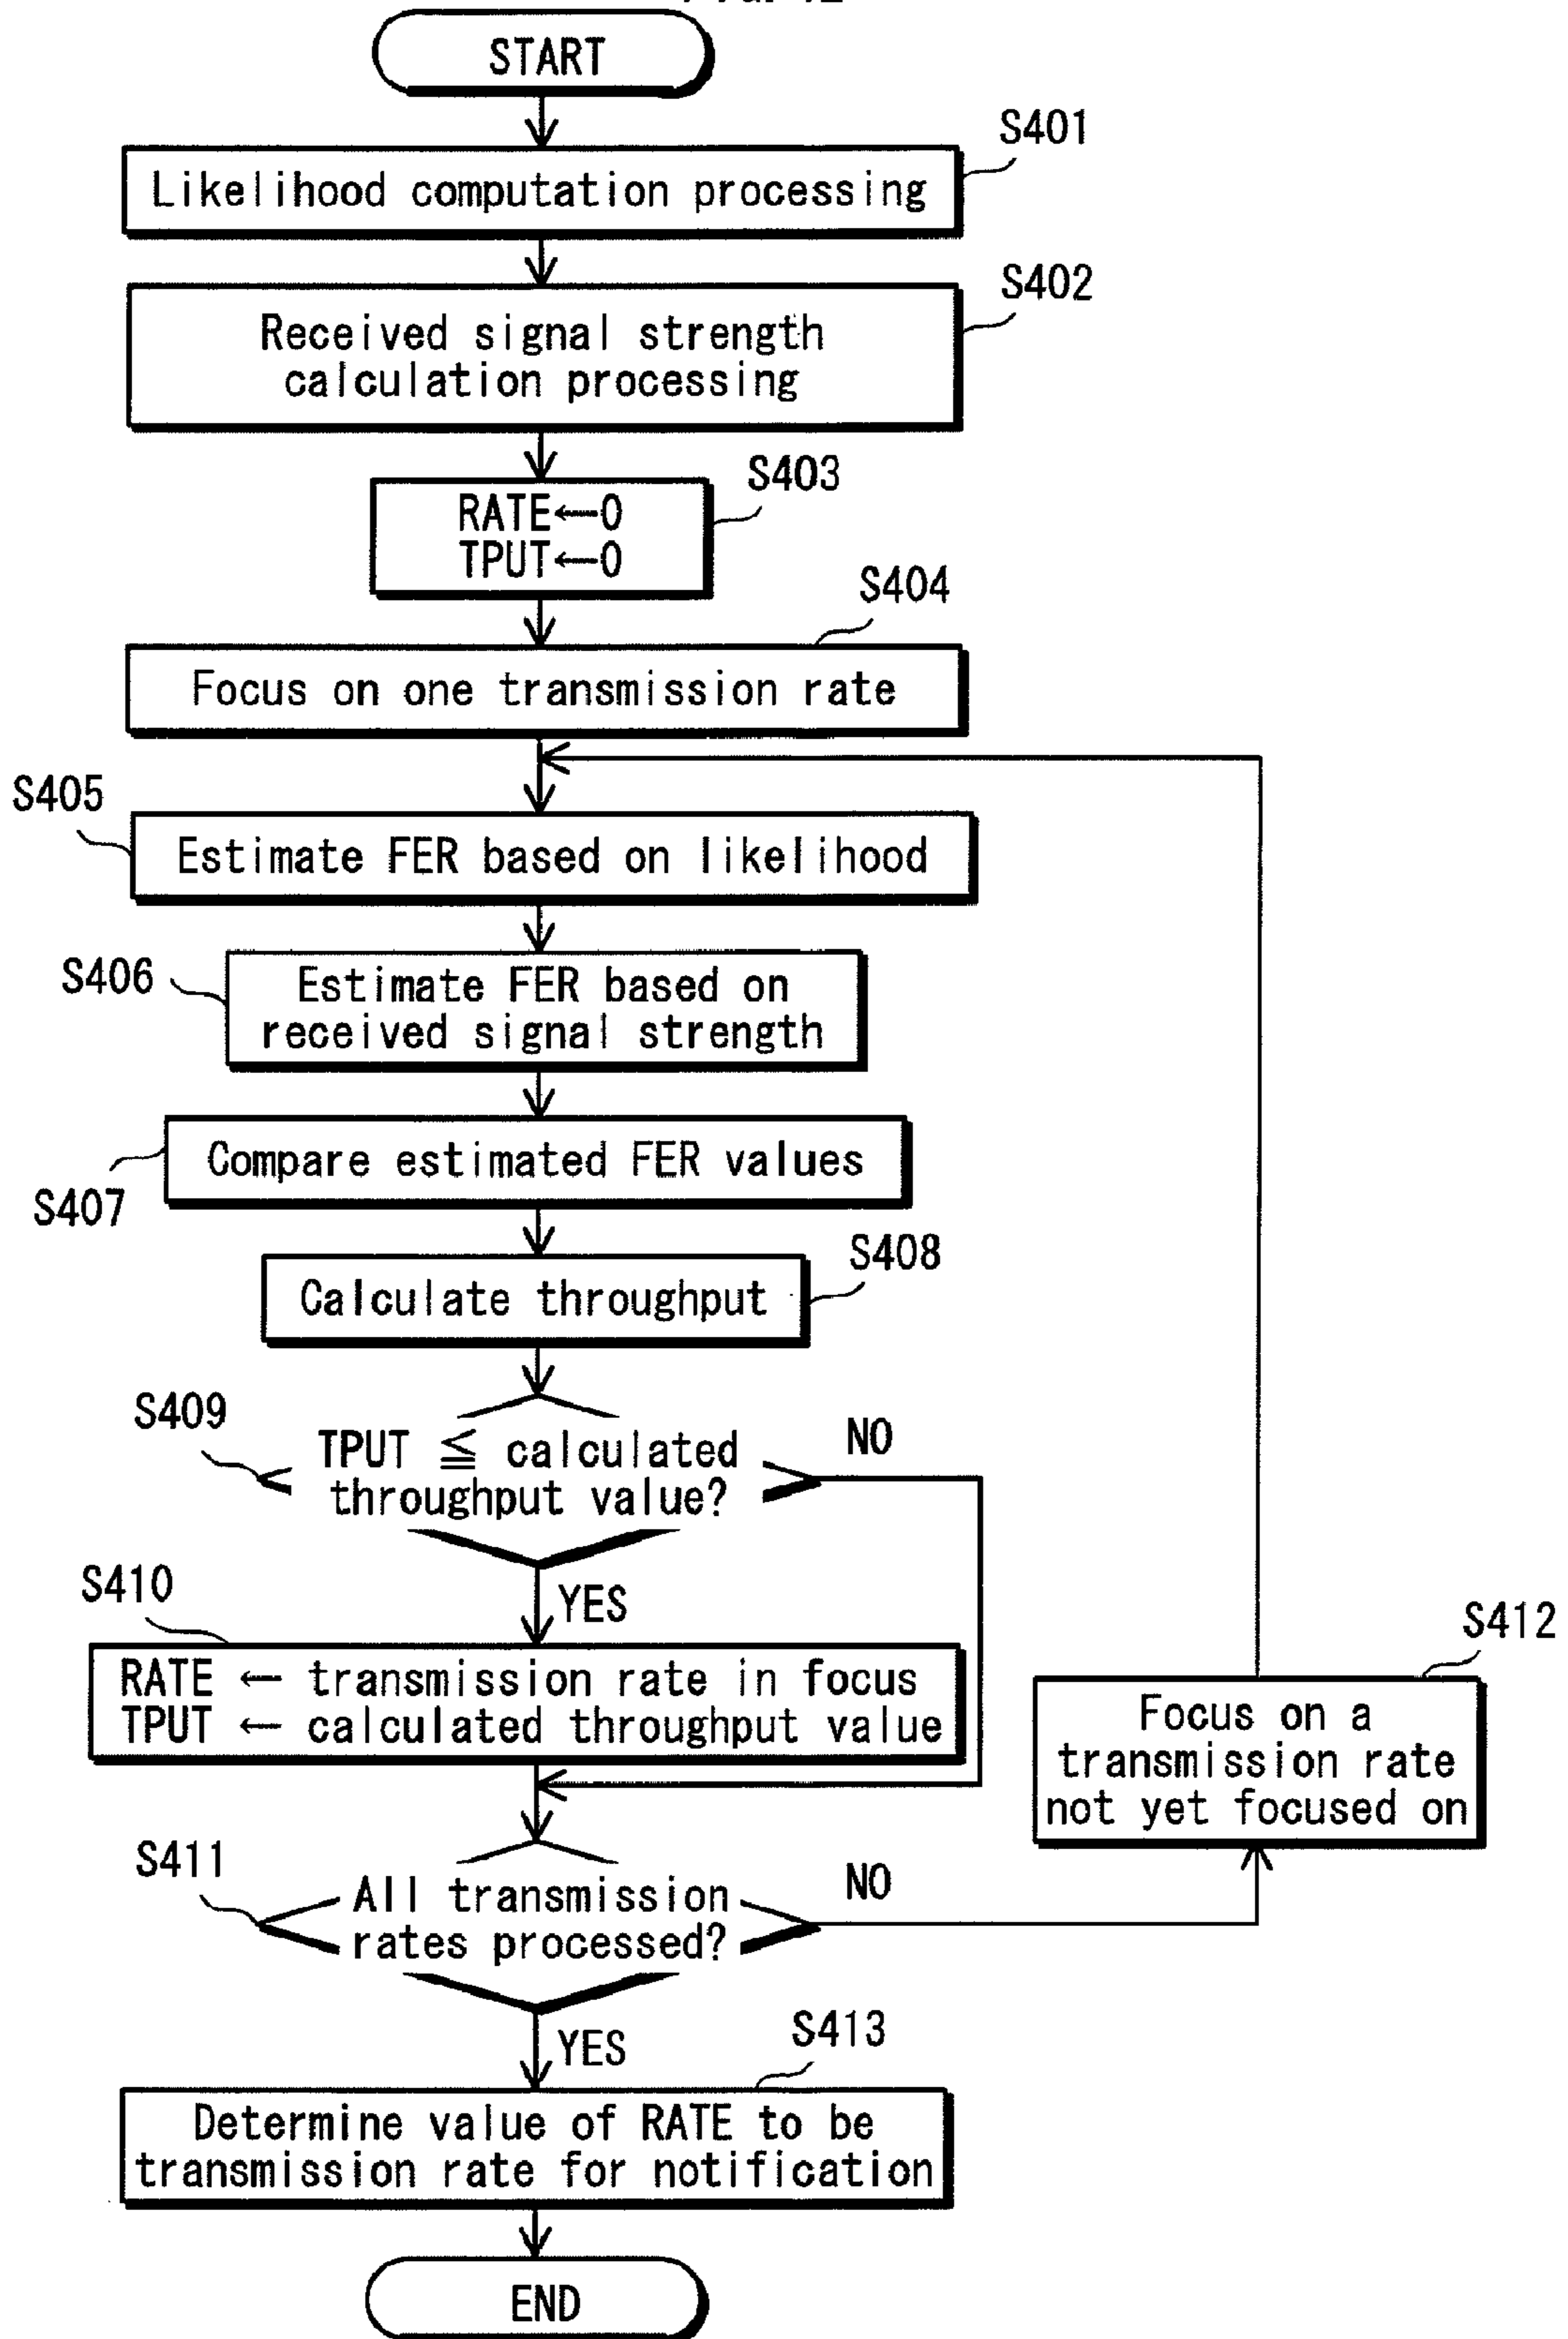 START
S401
Likelihood computation processing
S402
Received signal strength
calculation processing
S403
RATE←0
TPUT←0
S404
Focus on one transmission rate
S405
Estimate FER based on likelihood
S406
Estimate FER based on
received signal strength
Compare estimated FER values
S407
S408
Calculate throughput
S409
TPUT ≦ calculated
throughput value?
NO
YES
S410
RATE ← transmission rate in focus
TPUT ← calculated throughput value
S412
Focus on a
transmission rate
not yet focused on
S411
All transmission
rates processed?
NO
YES
S413
Determine value of RATE to be
transmission rate for notification
END